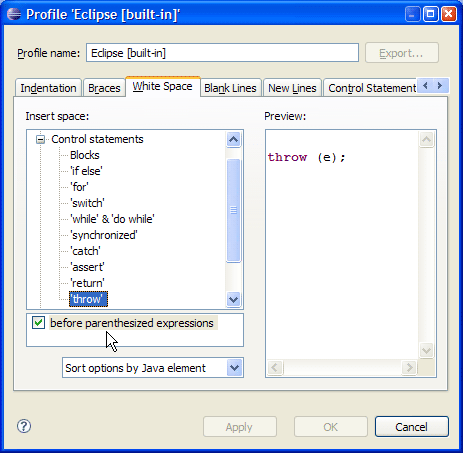 Profile 'Eclipse [built-in]'
Profile name: Eclipse [built-in] Export...
Indentation Braces White Space Blank Lines New Lines Control Statement
Insert space: Preview:
Control statements
Blocks
'if else'
'for'
'switch'
'while' & 'do while'
'synchronized'
'catch'
'assert'
'return'
'throw'
throw (e);
before parenthesized expressions
Sort options by Java element
? Apply OK Cancel